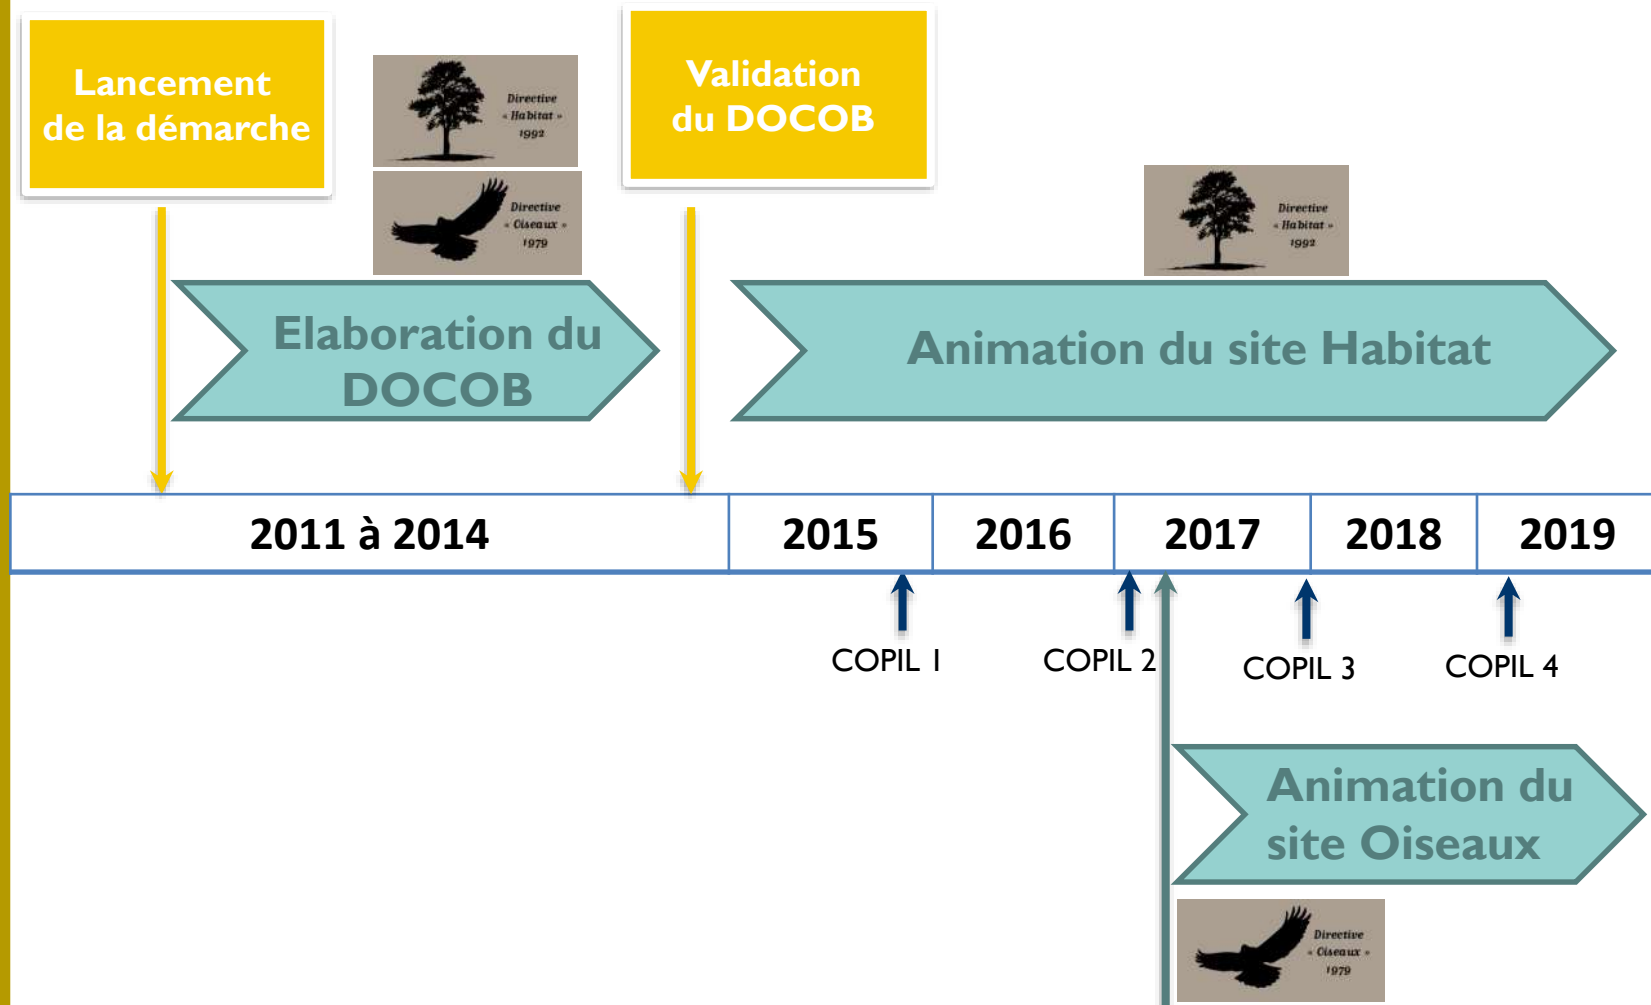 Lancement
de la démarche
Directive
« Habitat »
1992
Directive
« Oiseaux »
1979
Validation
du DOCOB
Directive
« Habitat »
1992
Elaboration du
DOCOB
Animation du site Habitat
2011 à 2014
2015
2016
2017
2018
2019
COPIL 1
COPIL 2
COPIL 3
COPIL 4
Animation du
site Oiseaux
Directive
« Oiseaux »
1979